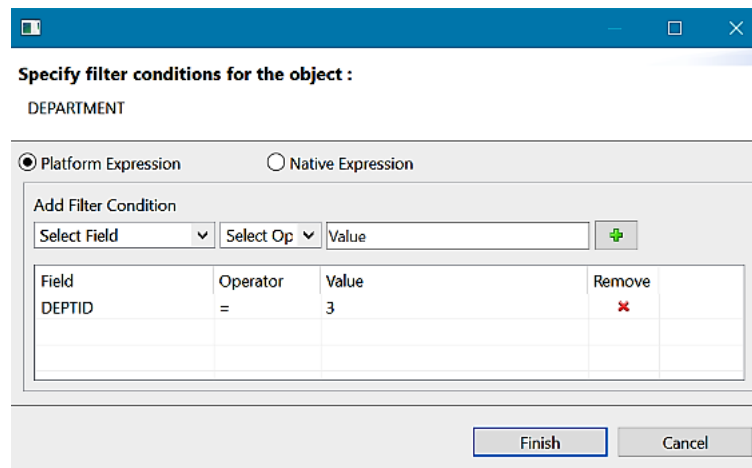 Specify filter conditions for the object :
DEPARTMENT
Platform Expression Native Expression
Add Filter Condition
Select Field Select Op Value
Field Operator Value Remove
DEPTID = 3
Finish Cancel